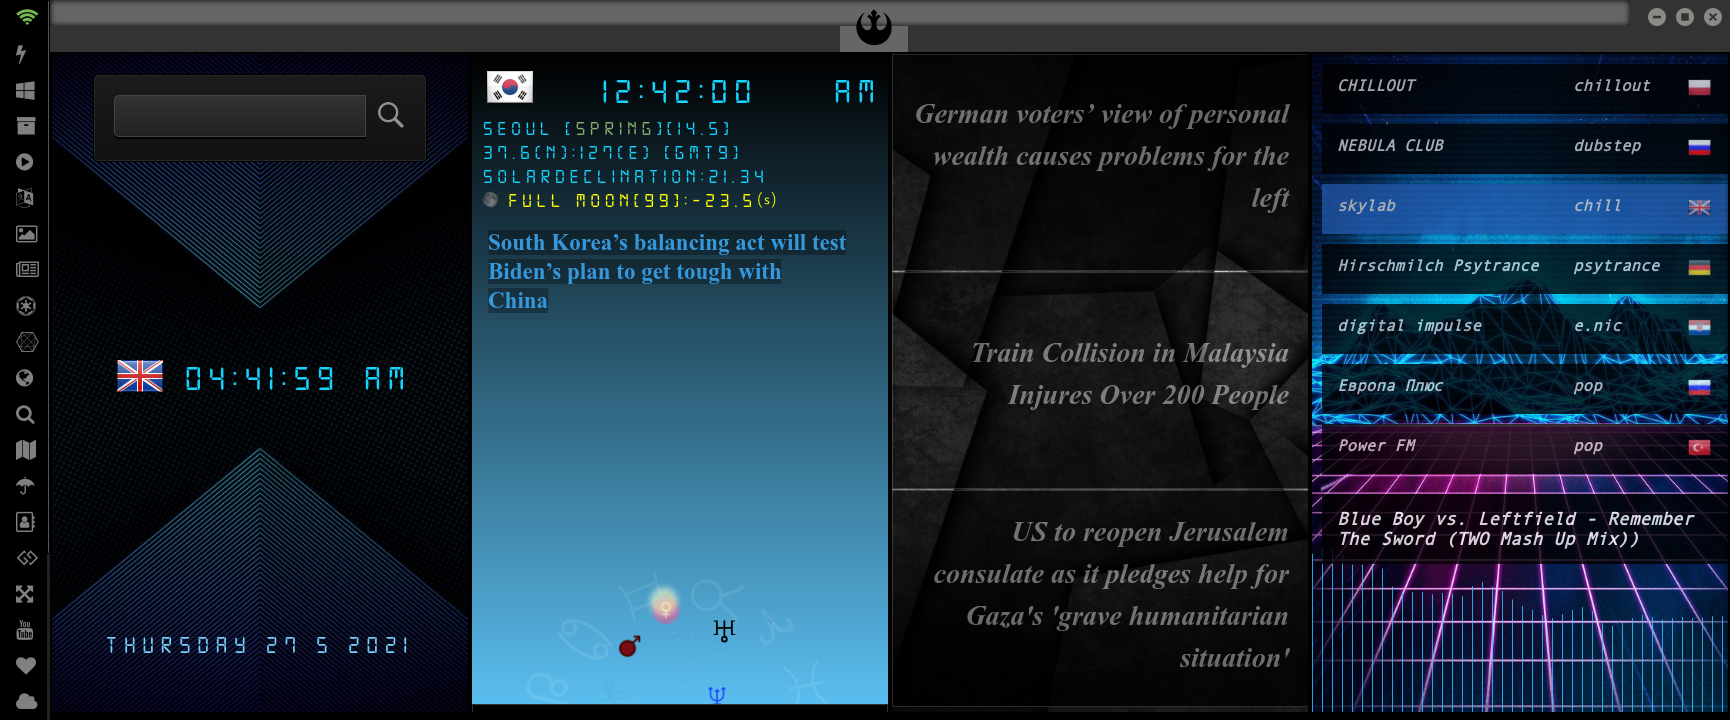 04:41:59 AM
THURSDAY 27 5 2021
12:42:00 AM
SEOUL [SPRING][14.5]
37.6(N):127(E) [GMT9]
SOLARDECLINATION:21.34
FULL MOON[99]:-23.5(s)
South Korea’s balancing act will test
Biden’s plan to get tough with
China
German voters’ view of personal
wealth causes problems for the
left
Train Collision in Malaysia
Injures Over 200 People
US to reopen Jerusalem
consulate as it pledges help for
Gaza's 'grave humanitarian
situation'
CHILLOUT chillout
NEBULA CLUB dubstep
skylab chill
Hirschmilch Psytrance psytrance
digital impulse e.nic
Европа Плюс pop
Power FM pop
Blue Boy vs. Leftfield - Remember
The Sword (TWO Mash Up Mix))
You
Tube